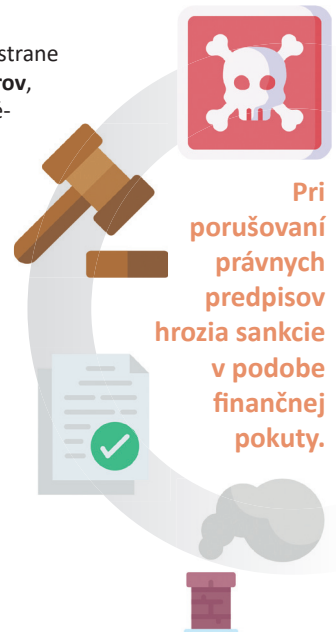 strane
rov,
é-
Pri
porušovaní
právnych
predpisov
hrozia sankcie
v podobe
finančnej
pokuty.